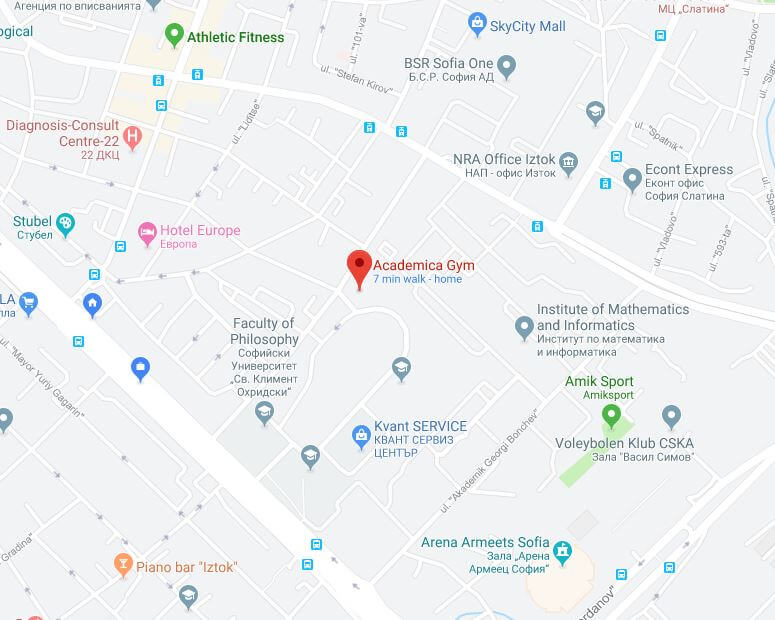 Агенция по вписванията
МЦ „Слатина"
ogical
ul. "101-va"
SkyCity Mall
Athletic Fitness
BSR Sofia One
Б.С.Р. София АД
ul. "Stefan Kirov"
ul. "Vladovo"
ul. "Liditse"
Diagnosis-Consult
Centre-22
22 ДКЦ
ul. "Spatnik"
NRA Office Iztok
НАП - офис Изток
Econt Express
Еконт офис
София Слатина
Stubel
Стубел
Hotel Europe
Европа
ul. "Vladovo"
ul. "593-ta"
Academica Gym
7 min walk - home
LA
ла
Institute of Mathematics
and Informatics
Институт по математика
и информатика
Faculty of
Philosophy
Софийски
Университет
„Св. Климент
Охридски"
ul. "Mayor Yuriy Gagarin"
Amik Sport
Amiksport
Kvant SERVICE
КВАНТ СЕРВИЗ
ЦЕНТЪР
Voleybolen Klub CSKA
Зала "Васил Симов"
ul. "Akademik Georgi Bonchev"
Arena Armeets Sofia
Зала „Арена
Армеец София"
Gradina"
Piano bar "Iztok"